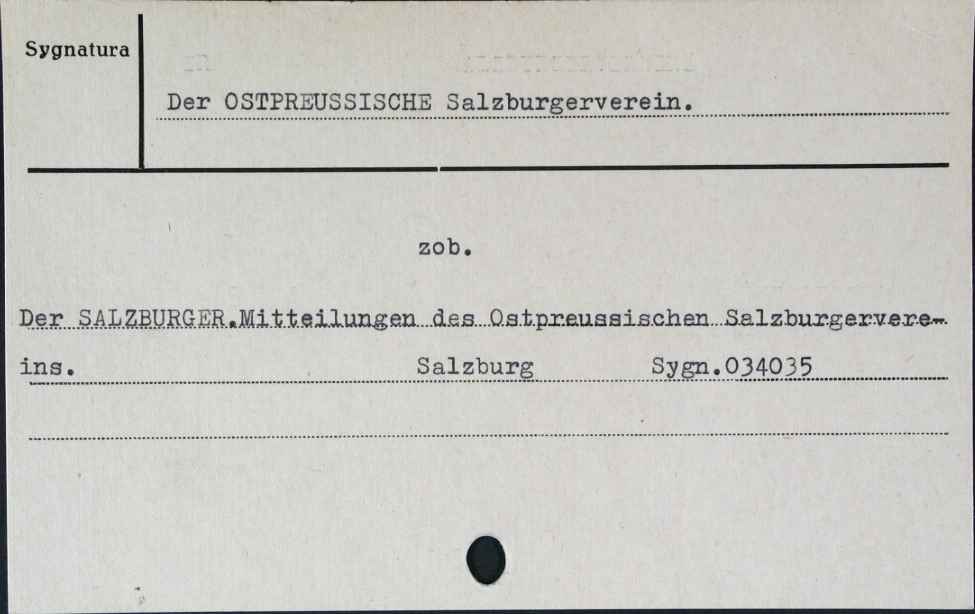 Sygnatura
Der OSTPREUSSISCHE Salzburgerverein.
zob.
Der SALZBURGER.Mitteilungen des Ostpreussischen Salzburgervere-
ins. Salzburg Sygn.034035